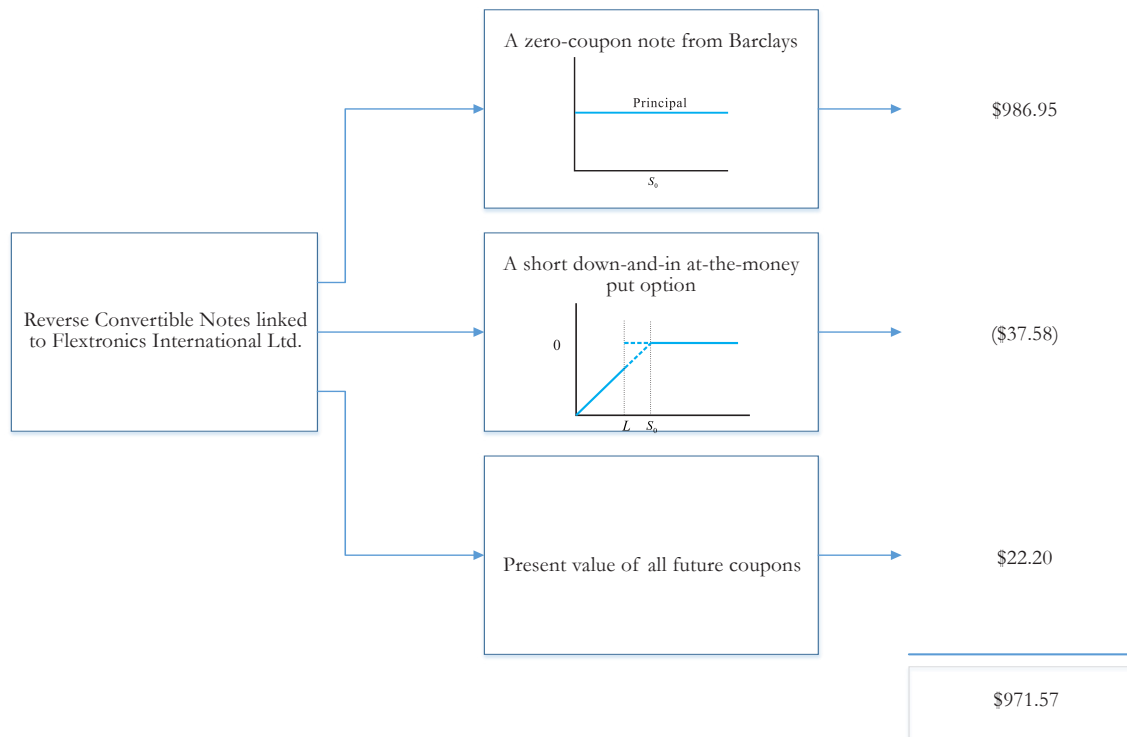 A zero-coupon note from Barclays
Principal
S₀
$986.95
Reverse Convertible Notes linked
to Flextronics International Ltd.
A short down-and-in at-the-money
put option
0
L S₀
($37.58)
Present value of all future coupons
$22.20
$971.57